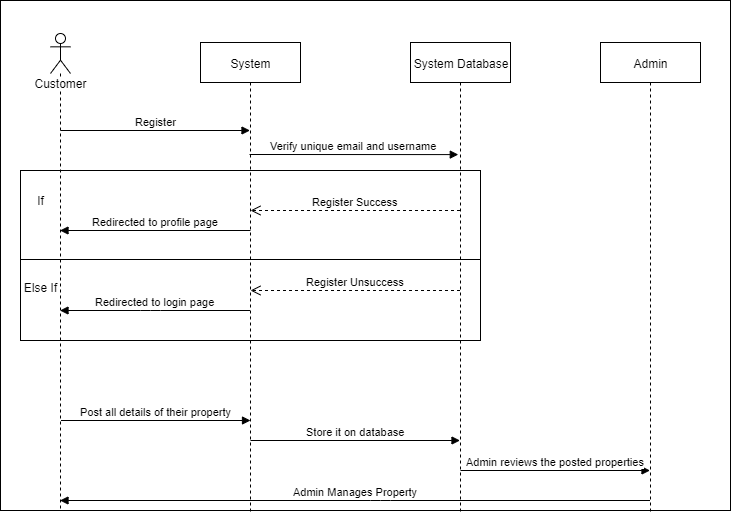 Customer
System
System Database
Admin
Register
Verify unique email and username
If
Register Success
Redirected to profile page
Else If
Register Unsuccess
Redirected to login page
Post all details of their property
Store it on database
Admin reviews the posted properties
Admin Manages Property